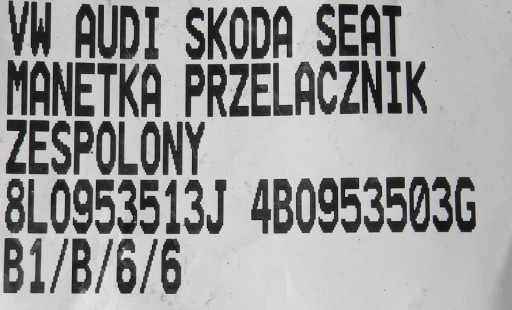 VW AUDI SKODA SEAT
MANETKA PRZELACZNIK
ZESPOLONY
8L0953513J 4B0953503G
B1/B/6/6